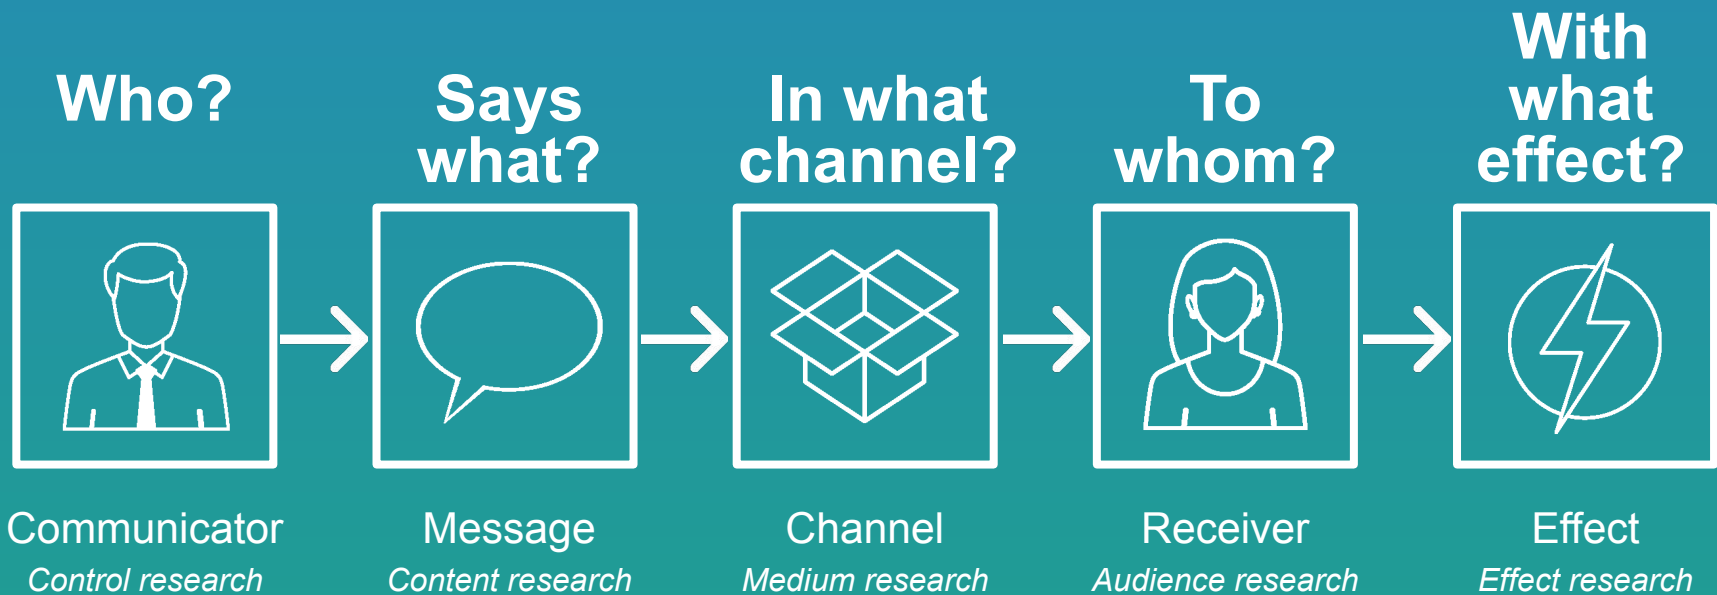 Who?
Says
what?
In what
channel?
To
whom?
With
what
effect?
Communicator
Message
Channel
Receiver
Effect
Control research
Content research
Medium research
Audience research
Effect research